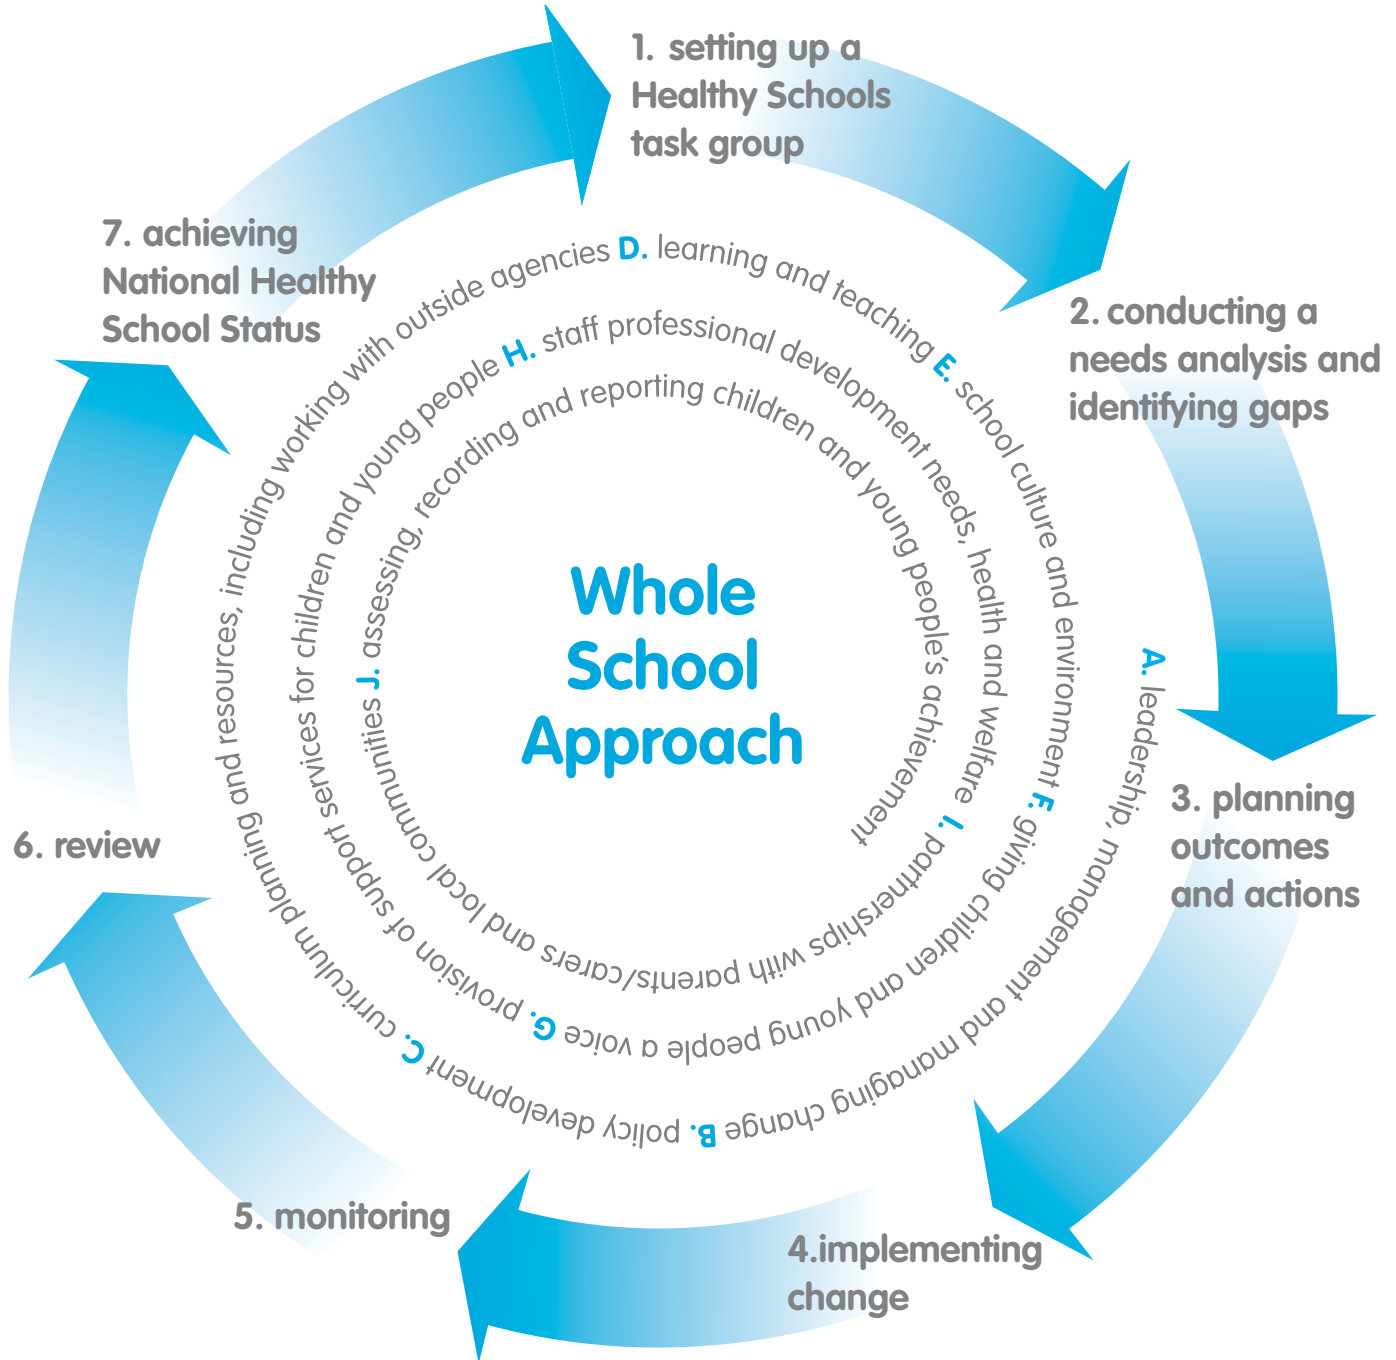 1. setting up a
Healthy Schools
task group
2. conducting a
needs analysis and
identifying gaps
3. planning
outcomes
and actions
4.implementing
change
5. monitoring
6. review
7. achieving
National Healthy
School Status
A. leadership, management and managing change B. policy development C. curriculum planning and resources, including working with outside agencies D. learning and teaching E. school culture and environment F. giving children and young people a voice G. provision of support services for children and young people H. staff professional development needs, health and welfare I. partnerships with parents/carers and local communities J. assessing, recording and reporting children and young people's achievement
Whole
School
Approach